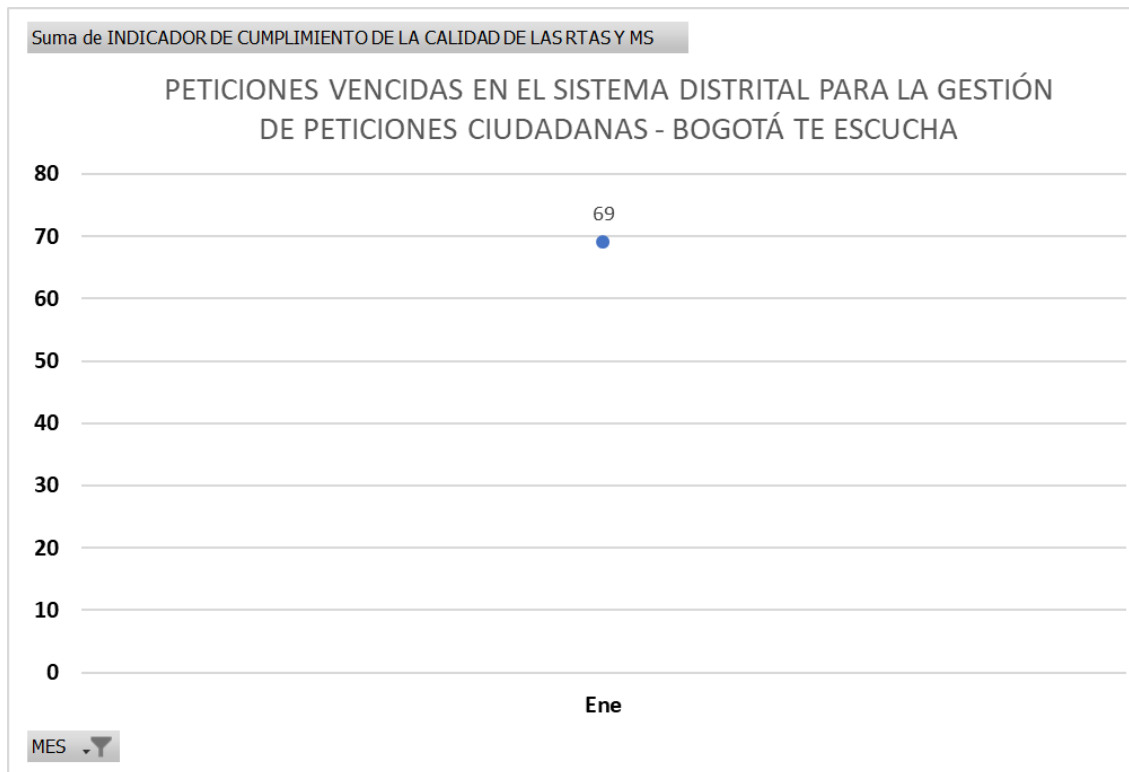 Suma de INDICADOR DE CUMPLIMIENTO DE LA CALIDAD DE LAS RTAS Y MS
PETICIONES VENCIDAS EN EL SISTEMA DISTRITAL PARA LA GESTIÓN
DE PETICIONES CIUDADANAS - BOGOTÁ TE ESCUCHA
80
69
70
60
50
40
30
20
10
0
Ene
MES